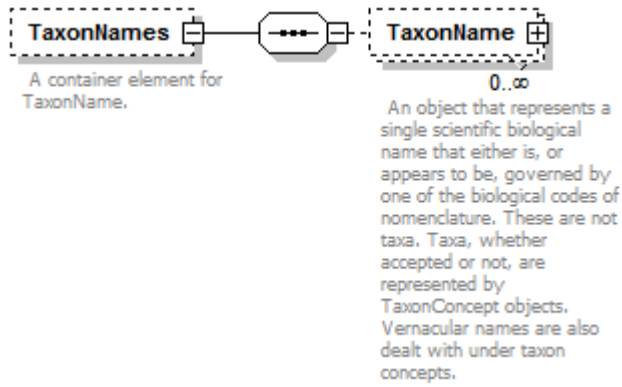 TaxonNames
TaxonName
0..∞
A container element for
TaxonName.
An object that represents a
single scientific biological
name that either is, or
appears to be, governed by
one of the biological codes of
nomenclature. These are not
taxa. Taxa, whether
accepted or not, are
represented by
TaxonConcept objects.
Vernacular names are also
dealt with under taxon
concepts.